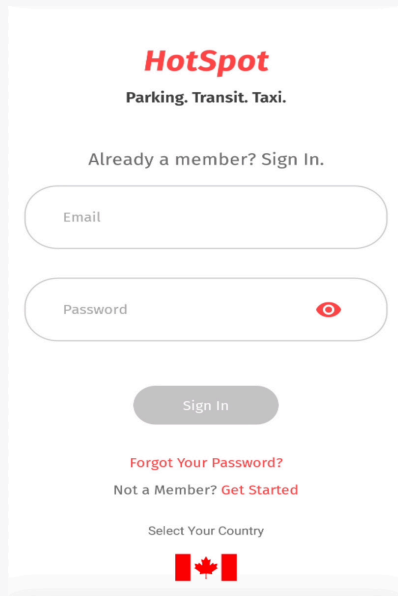 HotSpot
Parking. Transit. Taxi.
Already a member? Sign In.
Email
Password
Sign In
Forgot Your Password?
Not a Member? Get Started
Select Your Country